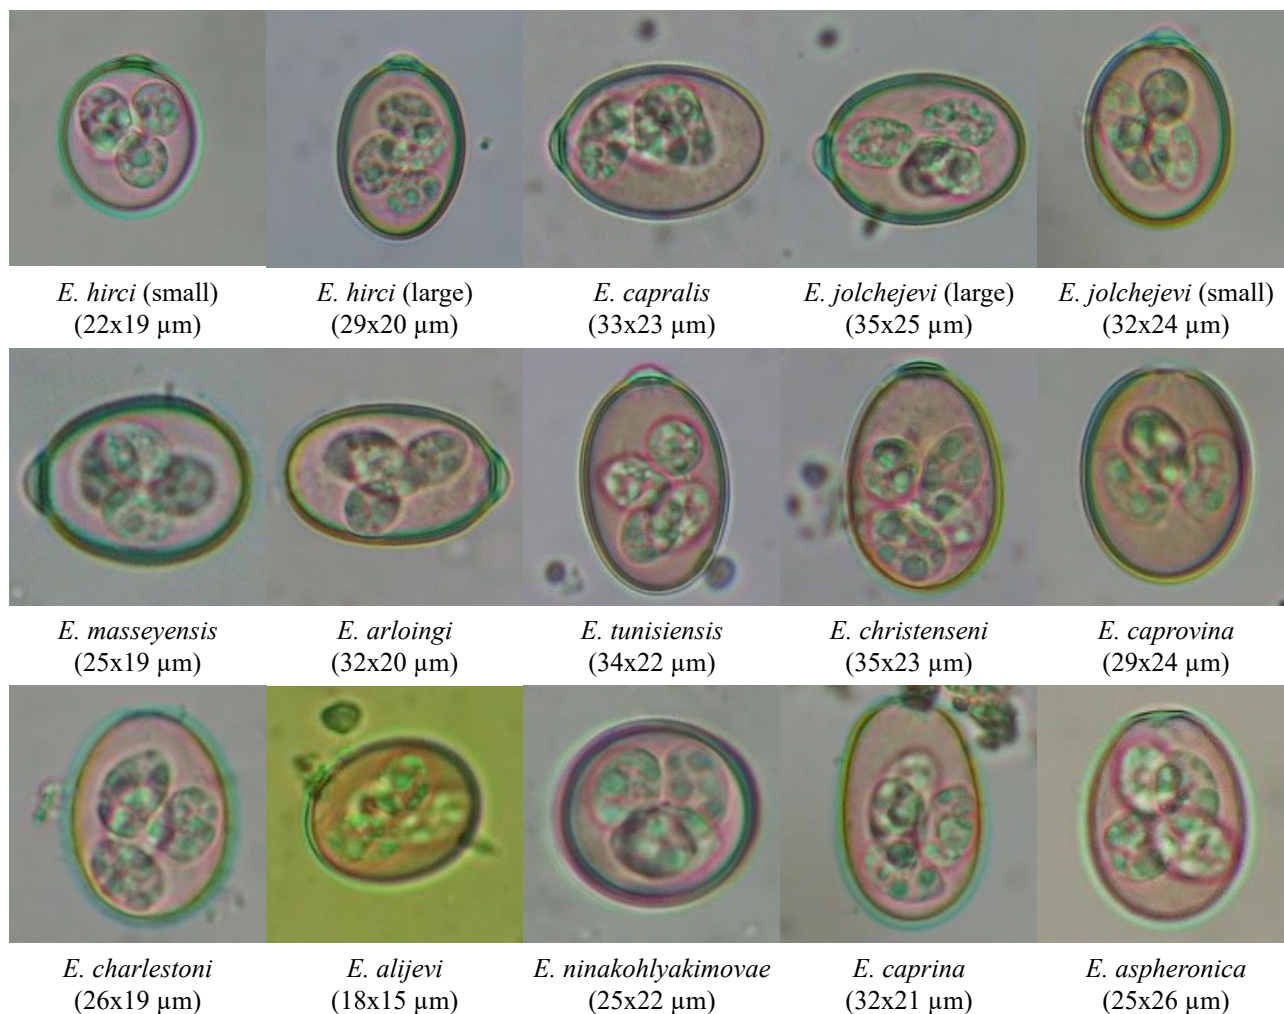 E. hirci (small)
(22x19 µm)
E. hirci (large)
(29x20 µm)
E. capralis
(33x23 µm)
E. jolchejevi (large)
(35x25 µm)
E. jolchejevi (small)
(32x24 µm)
E. masseyensis
(25x19 µm)
E. arloingi
(32x20 µm)
E. tunisiensis
(34x22 µm)
E. christenseni
(35x23 µm)
E. caprovina
(29x24 µm)
E. charlestoni
(26x19 µm)
E. alijevi
(18x15 µm)
E. ninakohlyakimovae
(25x22 µm)
E. caprina
(32x21 µm)
E. aspheronica
(25x26 µm)